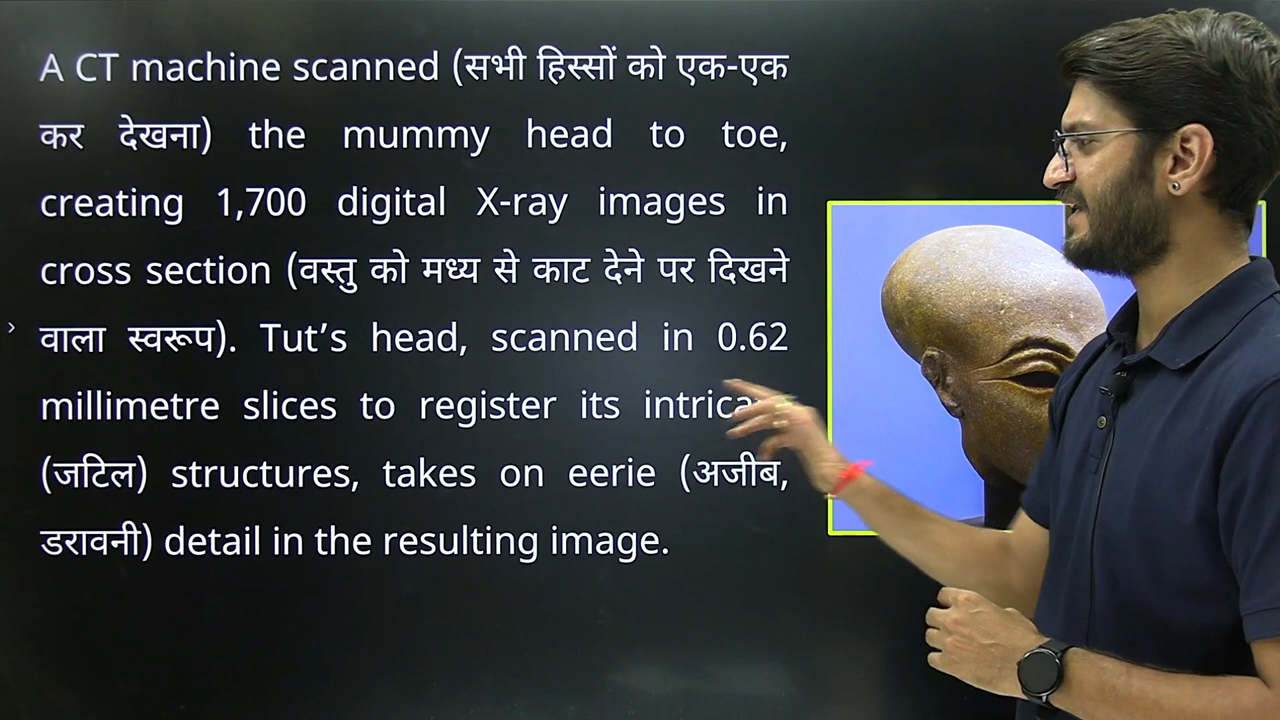 A CT machine scanned (सभी हिस्सों को एक-एक
कर देखना) the mummy head to toe,
creating 1,700 digital X-ray images in
cross section (वस्तु को मध्य से काट देने पर दिखने
वाला स्वरूप). Tut’s head, scanned in 0.62
millimetre slices to register its
(जटिल) structures, takes on eerie (अजीब,
डरावनी) detail in the resulting image.